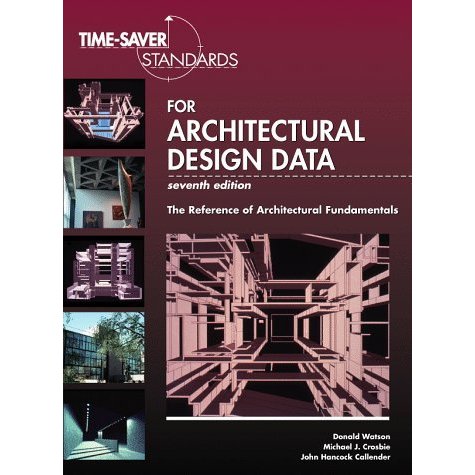 TIME-SAVER
STANDARDS
FOR
ARCHITECTURAL
DESIGN DATA
seventh edition
The Reference of Architectural Fundamentals
Donald Watson
Michael J. Crosbie
John Hancock Callender